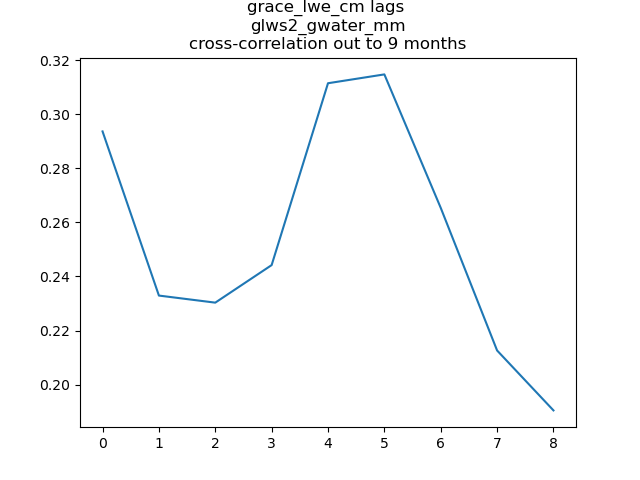 grace_lwe_cm lags
glws2_gwater_mm
cross-correlation out to 9 months
0.32
0.30
0.28
0.26
0.24
0.22
0.20
0 1 2 3 4 5 6 7 8